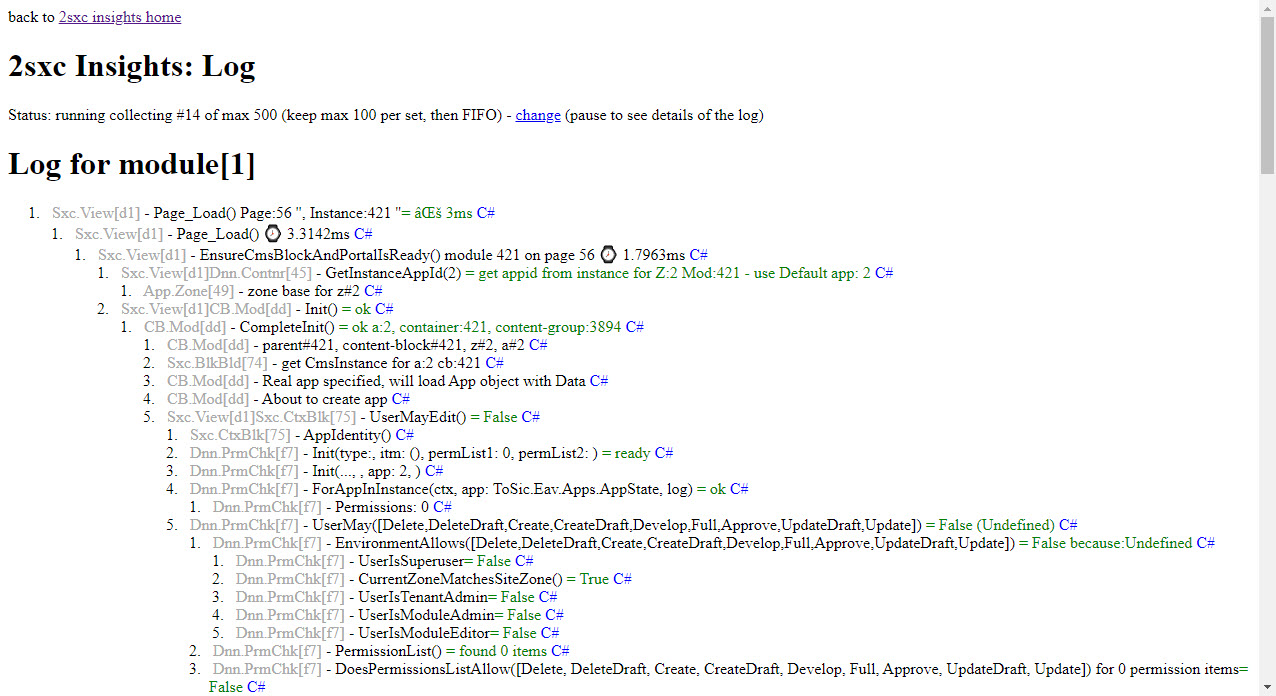 back to 2sxc insights home
2sxc Insights: Log
Status: running collecting #14 of max 500 (keep max 100 per set, then FIFO) - change (pause to see details of the log)
Log for module[1]
1. Sxc.View[d1] - Page_Load() Page:56 '', Instance:421 ''= âŒš 3ms C#
1. Sxc.View[d1] - Page_Load() ⌚ 3.3142ms C#
1. Sxc.View[d1] - EnsureCmsBlockAndPortalIsReady() module 421 on page 56 ⌚ 1.7963ms C#
1. Sxc.View[d1]Dnn.Contnr[45] - GetInstanceAppId(2) = get appid from instance for Z:2 Mod:421 - use Default app: 2 C#
1. App.Zone[49] - zone base for z#2 C#
2. Sxc.View[d1]CB.Mod[dd] - Init() = ok C#
1. CB.Mod[dd] - CompleteInit() = ok a:2, container:421, content-group:3894 C#
1. CB.Mod[dd] - parent#421, content-block#421, z#2, a#2 C#
2. Sxc.BlkBld[74] - get CmsInstance for a:2 cb:421 C#
3. CB.Mod[dd] - Real app specified, will load App object with Data C#
4. CB.Mod[dd] - About to create app C#
5. Sxc.View[d1]Sxc.CtxBlk[75] - UserMayEdit() = False C#
1. Sxc.CtxBlk[75] - AppIdentity() C#
2. Dnn.PrmChk[f7] - Init(type:, itm: (), permList1: 0, permList2: ) = ready C#
3. Dnn.PrmChk[f7] - Init(..., , app: 2, ) C#
4. Dnn.PrmChk[f7] - ForAppInInstance(ctx, app: ToSic.Eav.Apps.AppState, log) = ok C#
1. Dnn.PrmChk[f7] - Permissions: 0 C#
5. Dnn.PrmChk[f7] - UserMay([Delete,DeleteDraft,Create,CreateDraft,Develop,Full,Approve,UpdateDraft,Update]) = False (Undefined) C#
1. Dnn.PrmChk[f7] - EnvironmentAllows([Delete,DeleteDraft,Create,CreateDraft,Develop,Full,Approve,UpdateDraft,Update]) = False because:Undefined C#
1. Dnn.PrmChk[f7] - UserIsSuperuser= False C#
2. Dnn.PrmChk[f7] - CurrentZoneMatchesSiteZone() = True C#
3. Dnn.PrmChk[f7] - UserIsTenantAdmin= False C#
4. Dnn.PrmChk[f7] - UserIsModuleAdmin= False C#
5. Dnn.PrmChk[f7] - UserIsModuleEditor= False C#
2. Dnn.PrmChk[f7] - PermissionList() = found 0 items C#
3. Dnn.PrmChk[f7] - DoesPermissionsListAllow([Delete, DeleteDraft, Create, CreateDraft, Develop, Full, Approve, UpdateDraft, Update]) for 0 permission items=
False C#